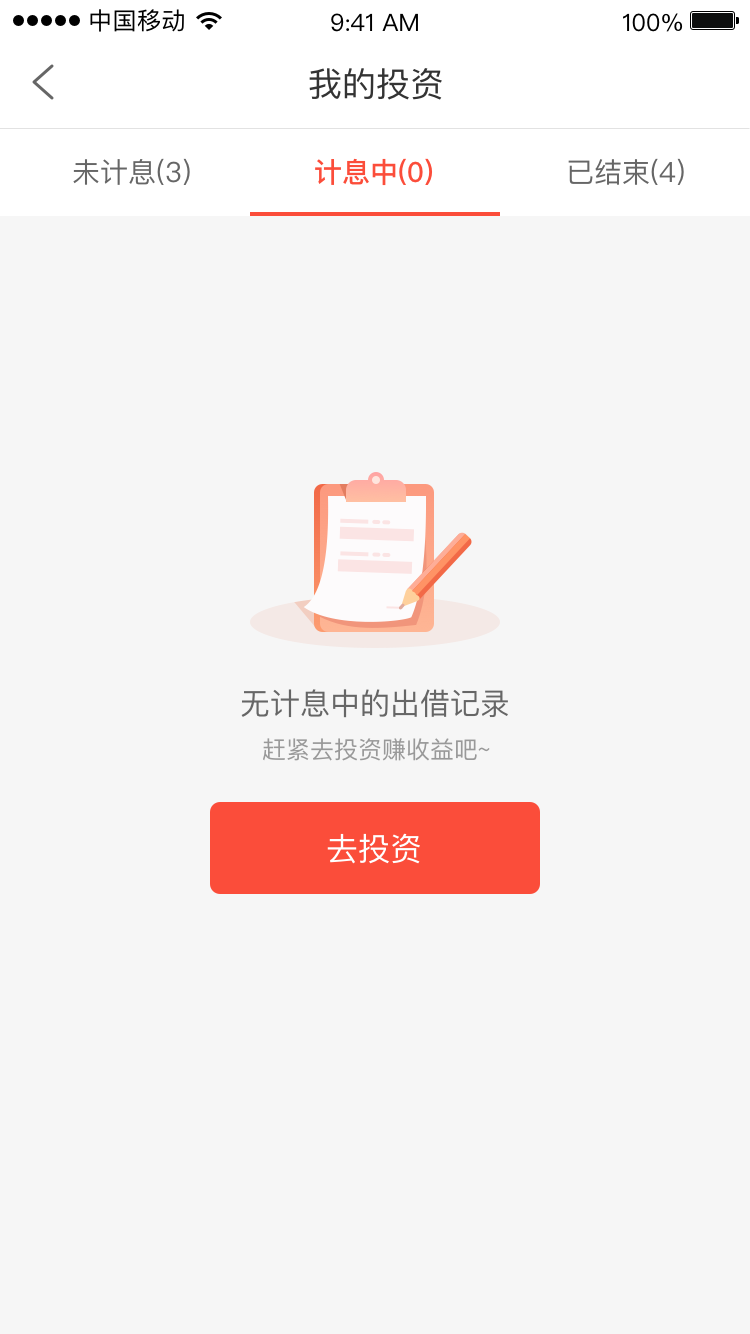 中国移动 9:41 AM 100%
我的投资
未计息(3) 计息中(0) 已结束(4)
无计息中的出借记录
赶紧去投资赚收益吧~
去投资